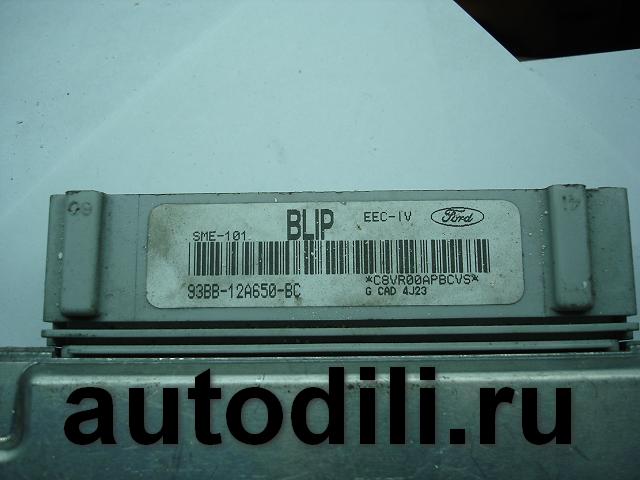 SME-101 BLIP EEC-IV Ford
93BB-12A650-BC *C8VR00APBCVS*
G CAD 4J23
autodili.ru